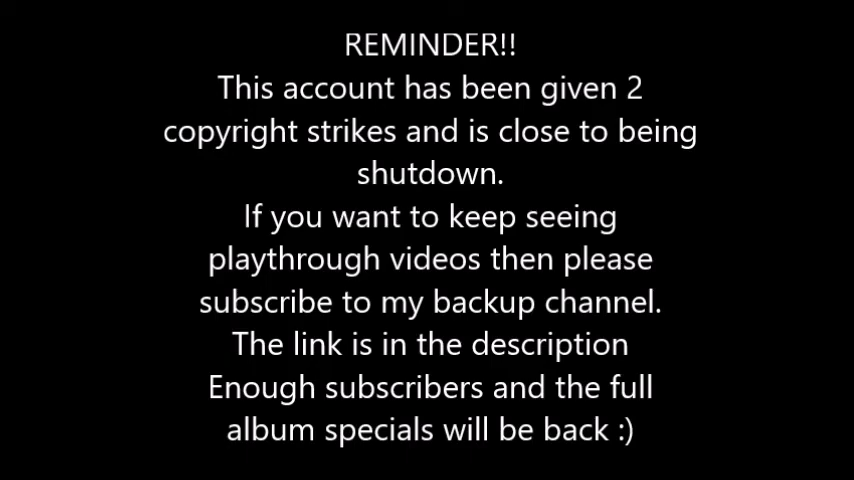 REMINDER!!
This account has been given 2
copyright strikes and is close to being
shutdown.
If you want to keep seeing
playthrough videos then please
subscribe to my backup channel.
The link is in the description
Enough subscribers and the full
album specials will be back :)